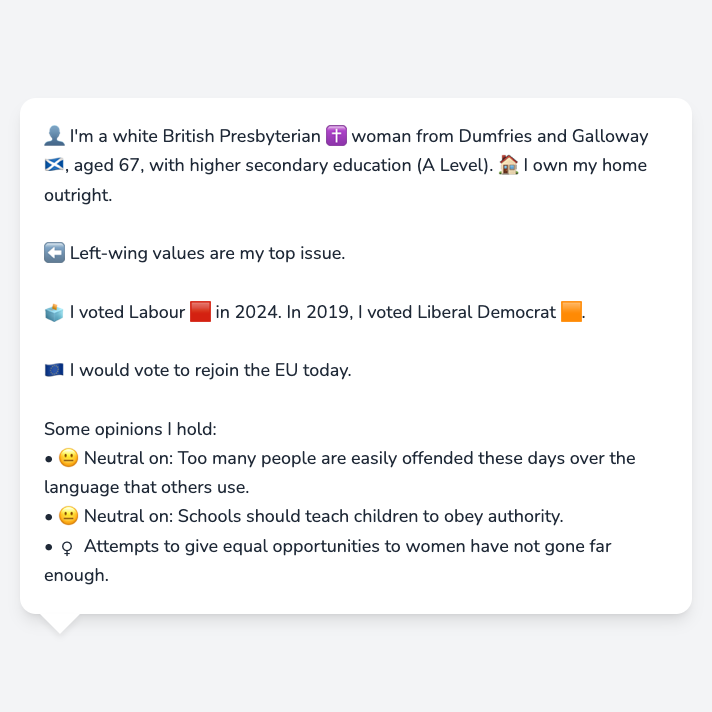 👤 I'm a white British Presbyterian ✝️ woman from Dumfries and Galloway
🏴󠁧󠁢󠁳󠁣󠁴󠁿, aged 67, with higher secondary education (A Level). 🏠 I own my home
outright.
⬅️ Left-wing values are my top issue.
🗳️ I voted Labour 🟥 in 2024. In 2019, I voted Liberal Democrat 🟧.
🇪🇺 I would vote to rejoin the EU today.
Some opinions I hold:
• 😐 Neutral on: Too many people are easily offended these days over the
language that others use.
• 😐 Neutral on: Schools should teach children to obey authority.
• ♀ Attempts to give equal opportunities to women have not gone far
enough.